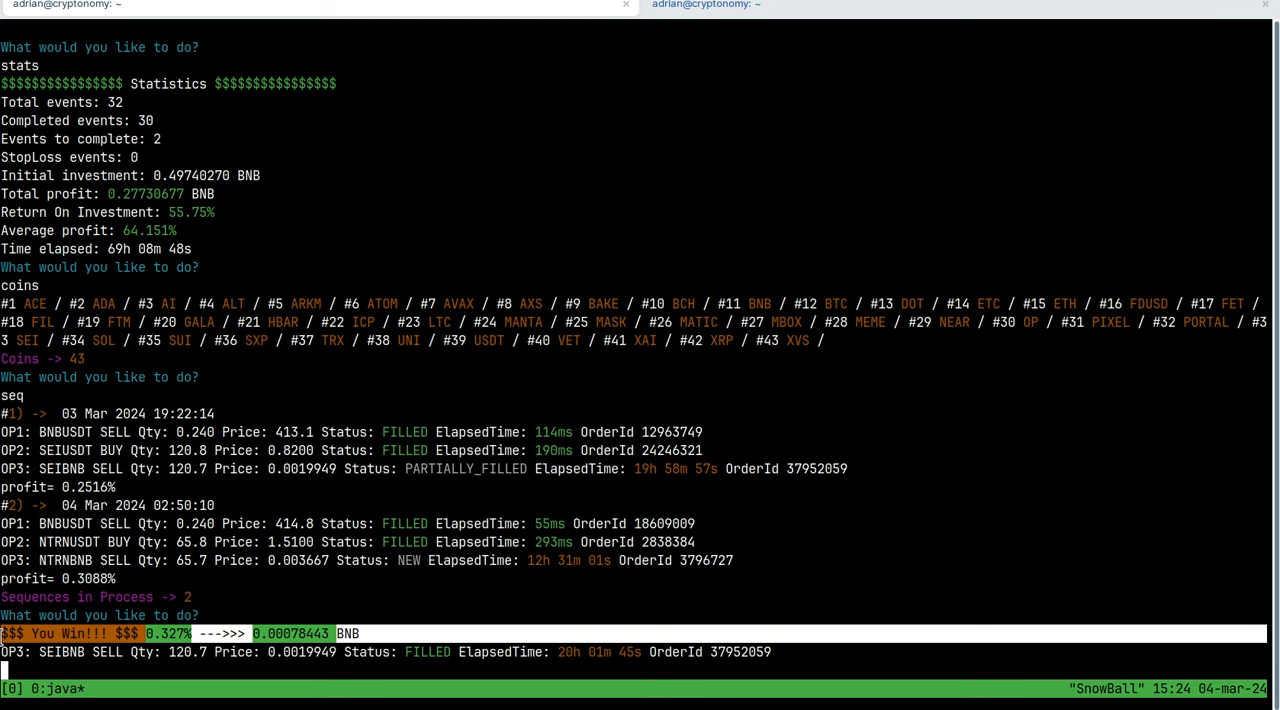 adrian@cryptonomy: ~ × adrian@cryptonomy: ~ ×
What would you like to do?
stats
$$$$$$$$$$$$$$$$ Statistics $$$$$$$$$$$$$$$$
Total events: 32
Completed events: 30
Events to complete: 2
StopLoss events: 0
Initial investment: 0.49740270 BNB
Total profit: 0.27730677 BNB
Return On Investment: 55.75%
Average profit: 64.151%
Time elapsed: 69h 08m 48s
What would you like to do?
coins
#1 ACE / #2 ADA / #3 AI / #4 ALT / #5 ARKM / #6 ATOM / #7 AVAX / #8 AXS / #9 BAKE / #10 BCH / #11 BNB / #12 BTC / #13 DOT / #14 ETC / #15 ETH / #16 FDUSD / #17 FET /
#18 FIL / #19 FTM / #20 GALA / #21 HBAR / #22 ICP / #23 LTC / #24 MANTA / #25 MASK / #26 MATIC / #27 MBOX / #28 MEME / #29 NEAR / #30 OP / #31 PIXEL / #32 PORTAL / #3
3 SEI / #34 SOL / #35 SUI / #36 SXP / #37 TRX / #38 UNI / #39 USDT / #40 VET / #41 XAI / #42 XRP / #43 XVS /
Coins -> 43
What would you like to do?
seq
#1) ->  03 Mar 2024 19:22:14
OP1: BNBUSDT SELL Qty: 0.240 Price: 413.1 Status: FILLED ElapsedTime: 114ms OrderId 12963749
OP2: SEIUSDT BUY Qty: 120.8 Price: 0.8200 Status: FILLED ElapsedTime: 190ms OrderId 24246321
OP3: SEIBNB SELL Qty: 120.7 Price: 0.0019949 Status: PARTIALLY_FILLED ElapsedTime: 19h 58m 57s OrderId 37952059
profit= 0.2516%
#2) ->  04 Mar 2024 02:50:10
OP1: BNBUSDT SELL Qty: 0.240 Price: 414.8 Status: FILLED ElapsedTime: 55ms OrderId 18609009
OP2: NTRNUSDT BUY Qty: 65.8 Price: 1.5100 Status: FILLED ElapsedTime: 293ms OrderId 2838384
OP3: NTRNBNB SELL Qty: 65.7 Price: 0.003667 Status: NEW ElapsedTime: 12h 31m 01s OrderId 3796727
profit= 0.3088%
Sequences in Process -> 2
What would you like to do?
$$$ You Win!!! $$$ 0.327% --->>> 0.00078443 BNB
OP3: SEIBNB SELL Qty: 120.7 Price: 0.0019949 Status: FILLED ElapsedTime: 20h 01m 45s OrderId 37952059
[0] 0:java* "SnowBall" 15:24 04-mar-24